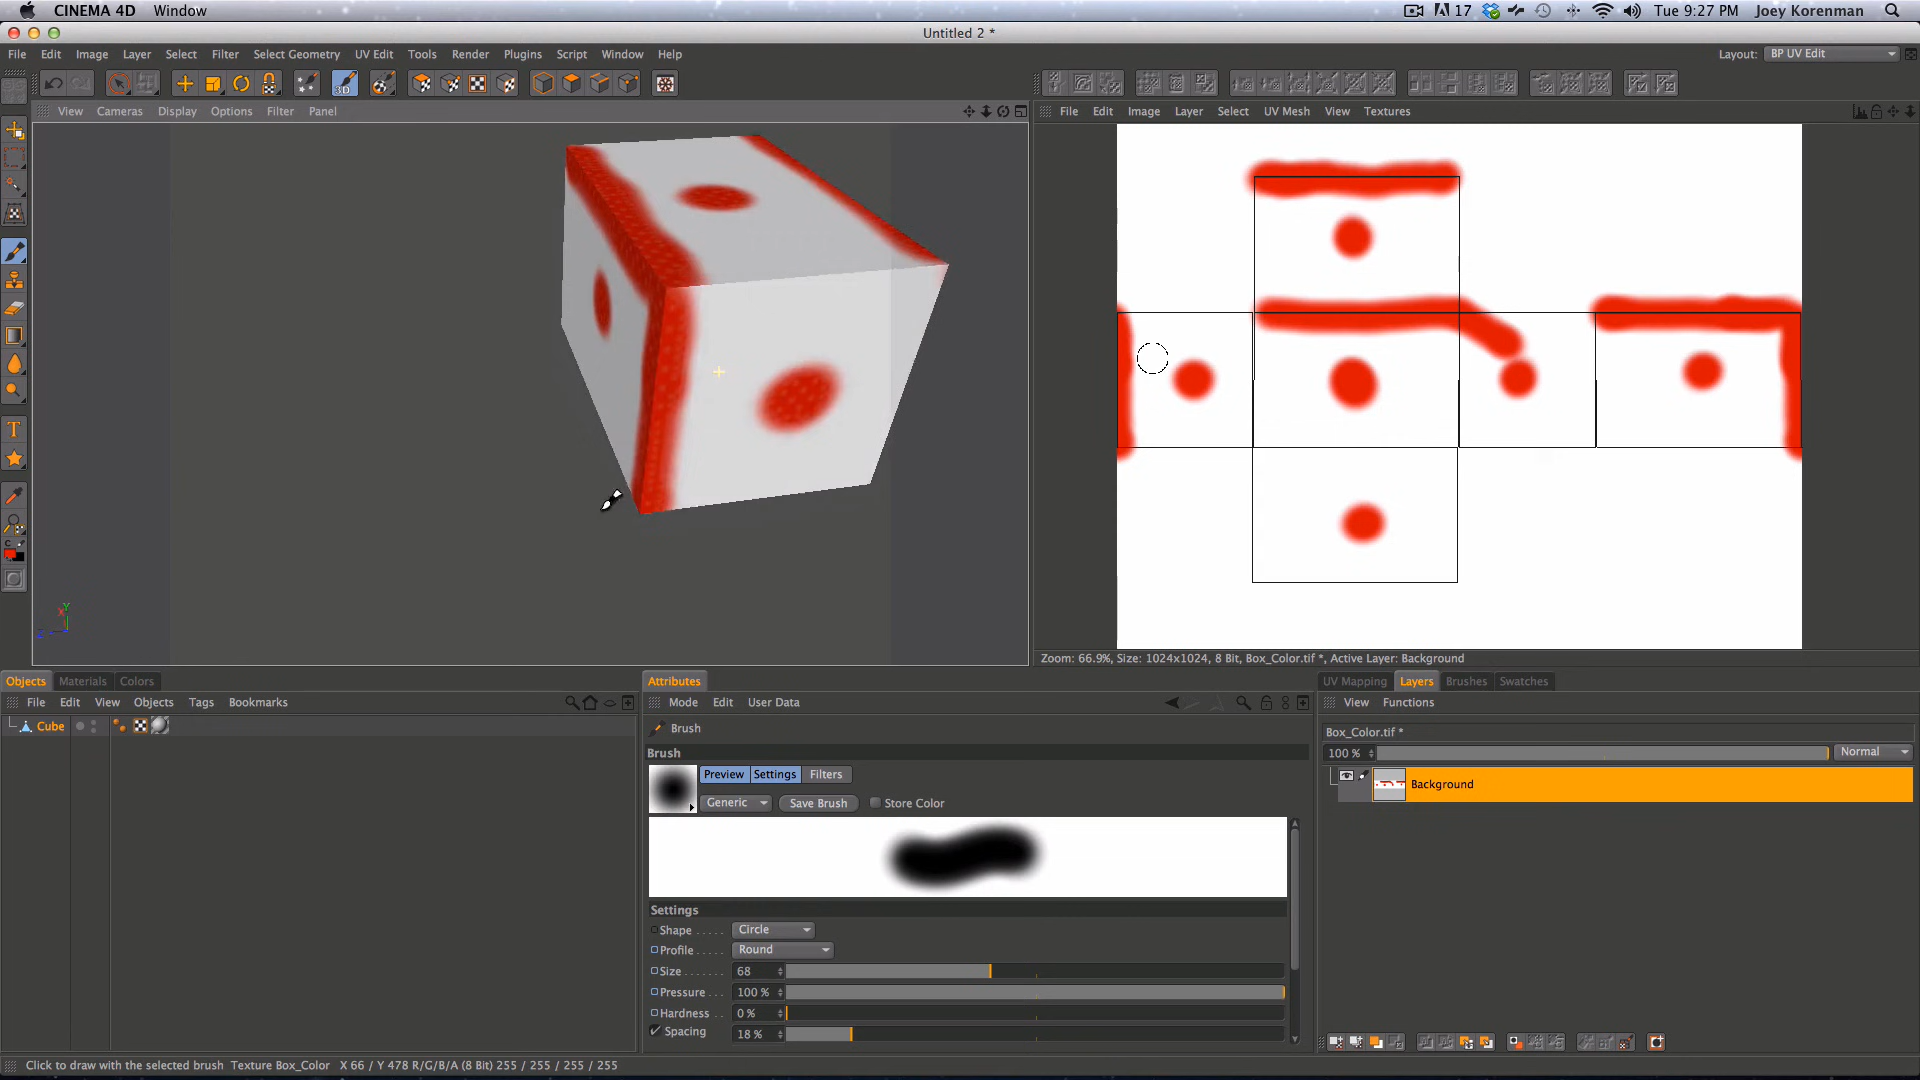 CINEMA 4D Window 17 Tue 9:27 PM Joey Korenman
Untitled 2 *
File Edit Image Layer Select Filter Select Geometry UV Edit Tools Render Plugins Script Window Help Layout: BP UV Edit
3D
View Cameras Display Options Filter Panel File Edit Image Layer Select UV Mesh View Textures
T
C
Y
X
Z
Zoom: 66.9%, Size: 1024x1024, 8 Bit, Box_Color.tif *, Active Layer: Background
Objects Materials Colors Attributes UV Mapping Layers Brushes Swatches
File Edit View Objects Tags Bookmarks Mode Edit User Data View Functions
Cube
Brush
Box_Color.tif *
Brush
100 % Normal
Preview Settings Filters
Background
Generic Save Brush Store Color
Settings
Shape ..... Circle
Profile .... Round
Size ....... 68
Pressure ... 100 %
Hardness .. 0 %
Spacing 18 %
Click to draw with the selected brush Texture Box_Color X 66 / Y 478 R/G/B/A (8 Bit) 255 / 255 / 255 / 255